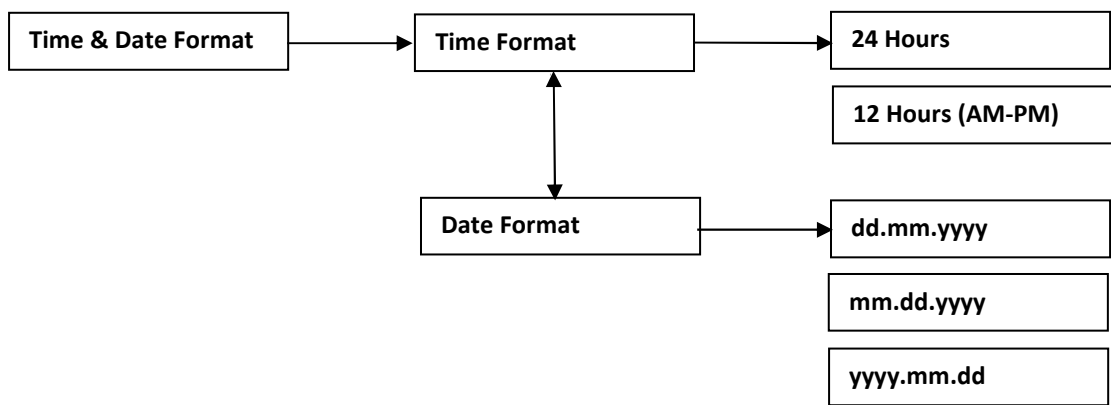 Time & Date Format
Time Format
24 Hours
12 Hours (AM-PM)
Date Format
dd.mm.yyyy
mm.dd.yyyy
yyyy.mm.dd